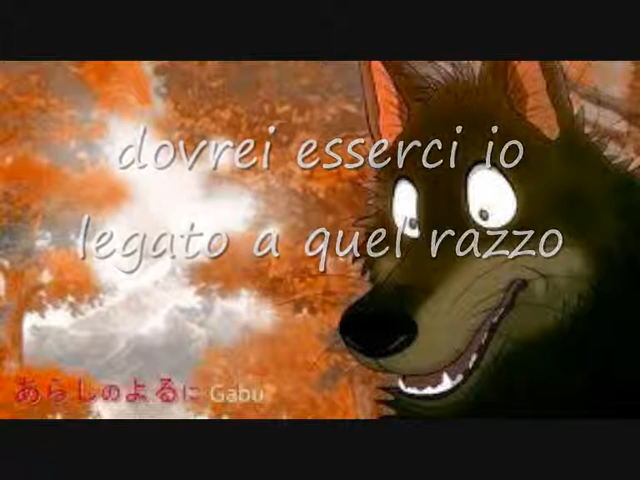 dovrei esserci io
legato a quel razzo
あらしのよるに Gabu